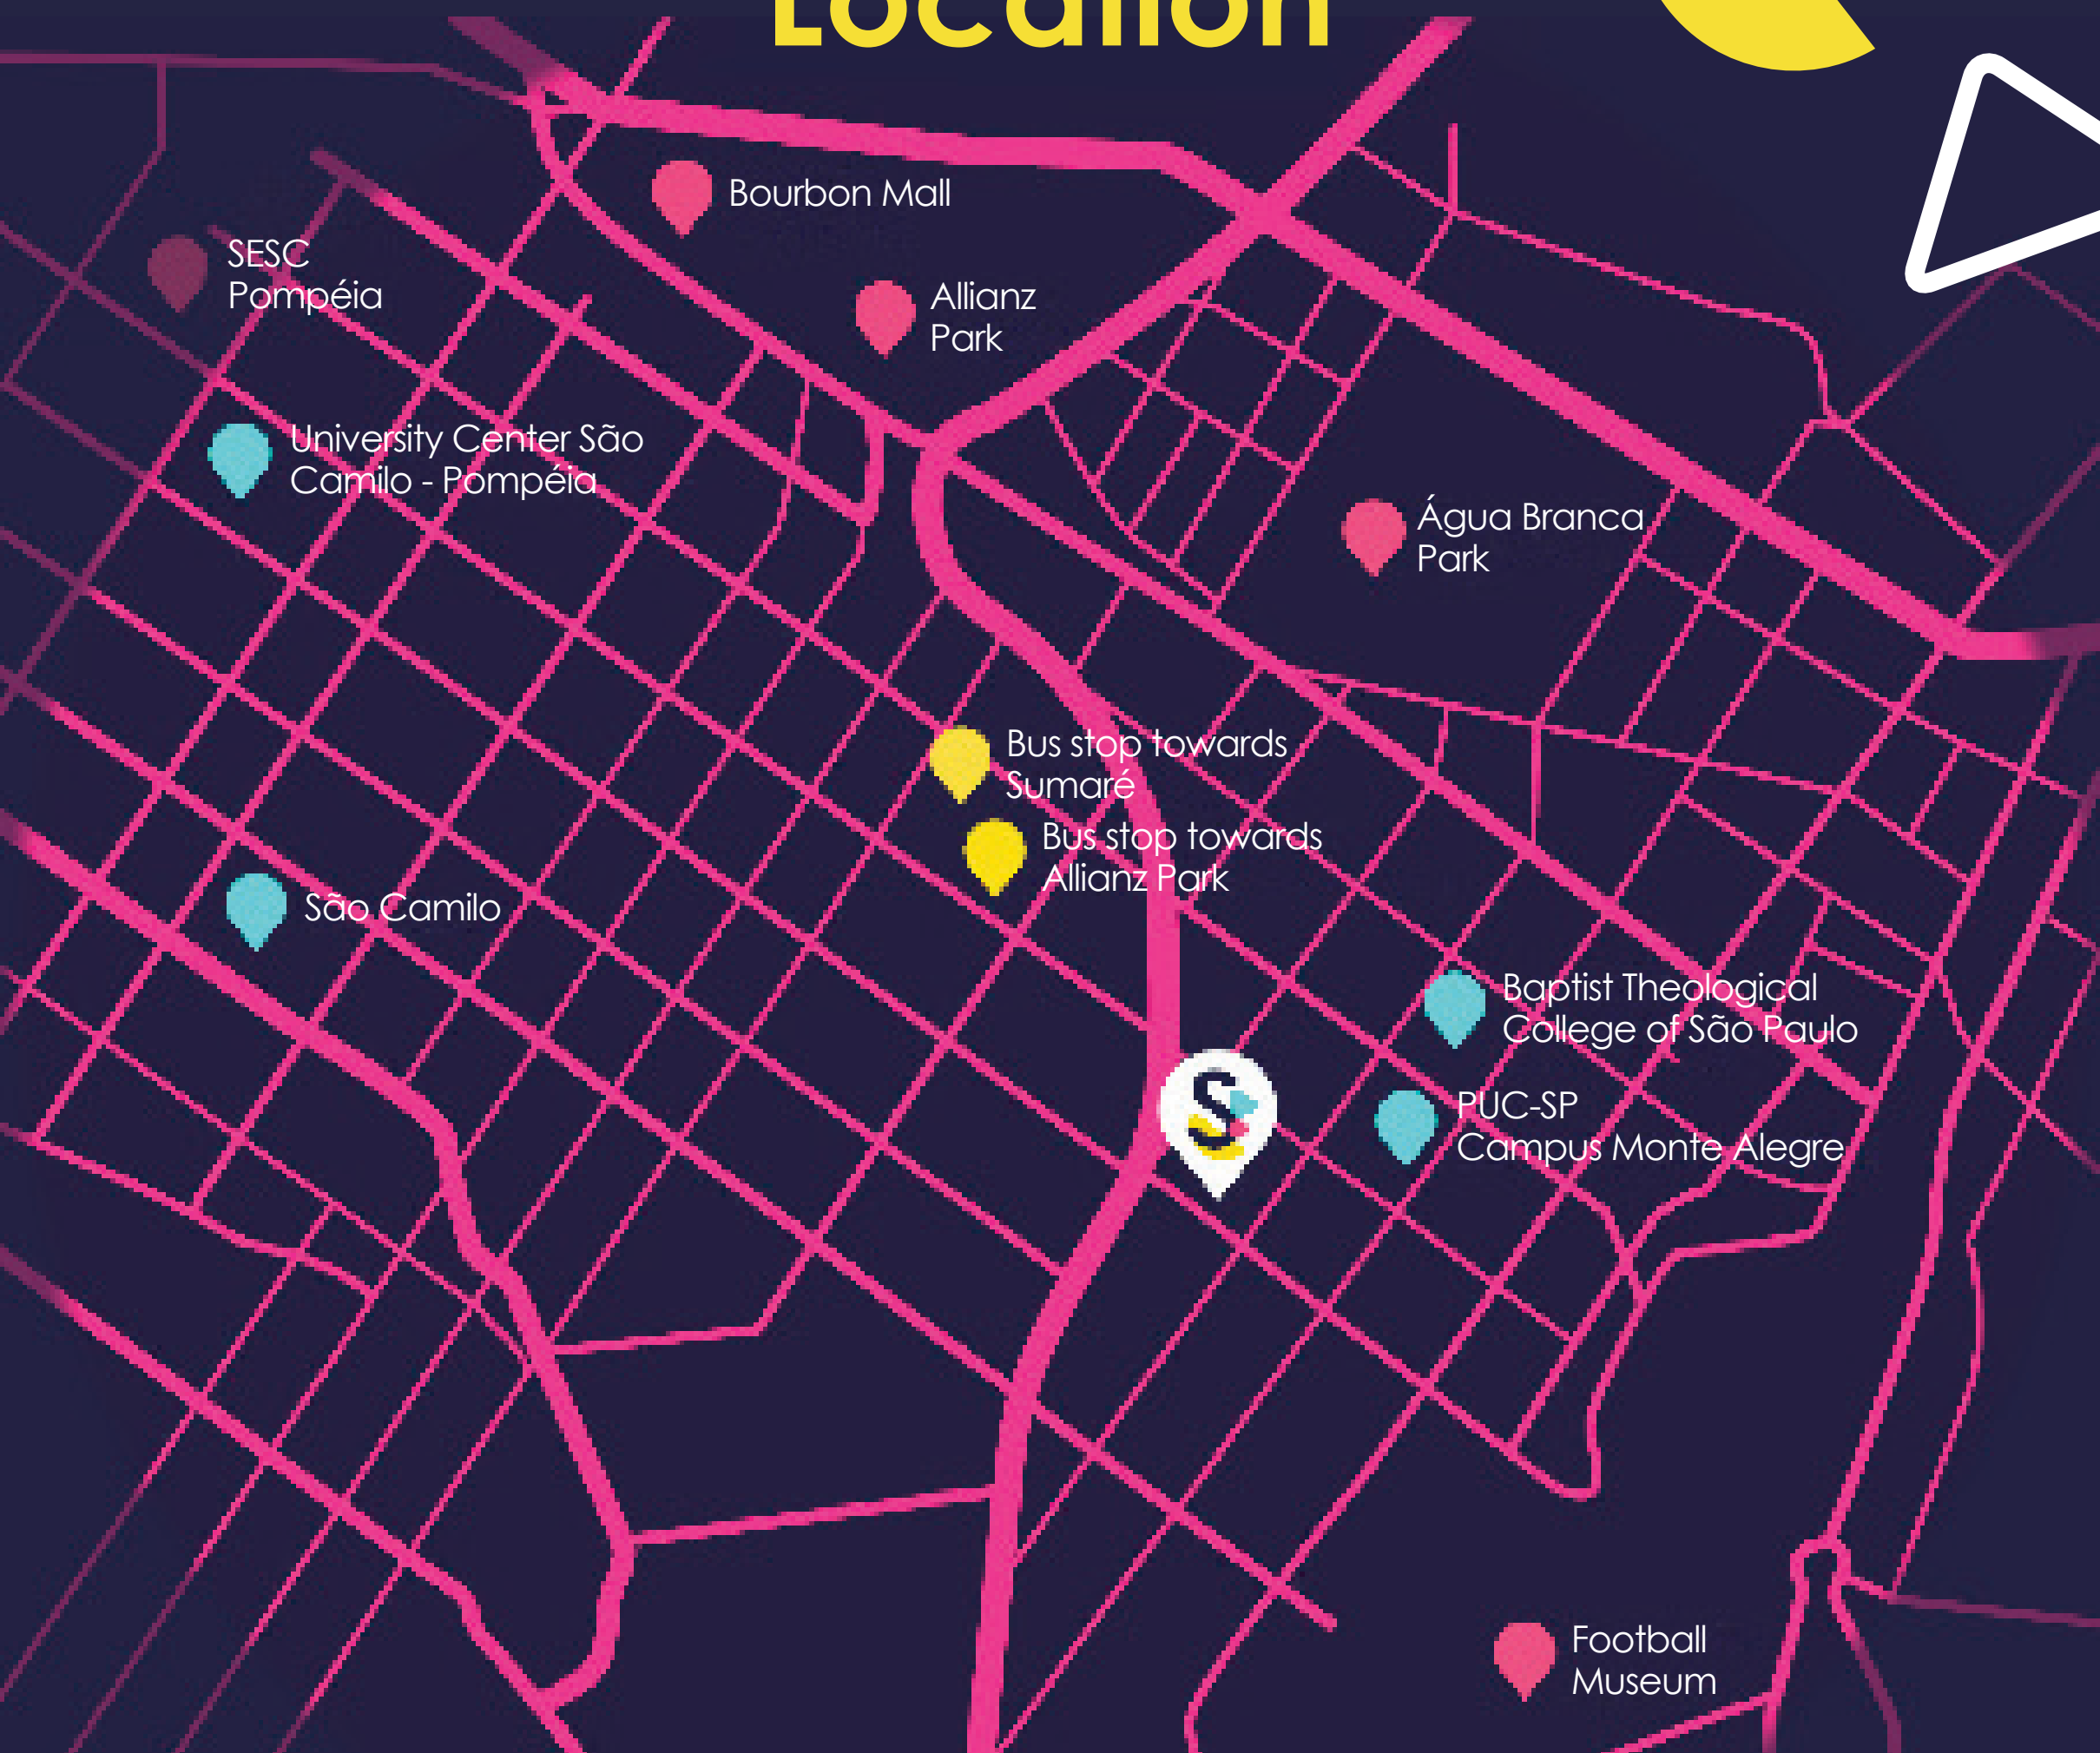 Location
Bourbon Mall
SESC
Pompéia
Allianz
Park
University Center São
Camilo - Pompéia
Água Branca
Park
Bus stop towards
Sumaré
Bus stop towards
Allianz Park
São Camilo
Baptist Theological
College of São Paulo
S
PUC-SP
Campus Monte Alegre
Football
Museum